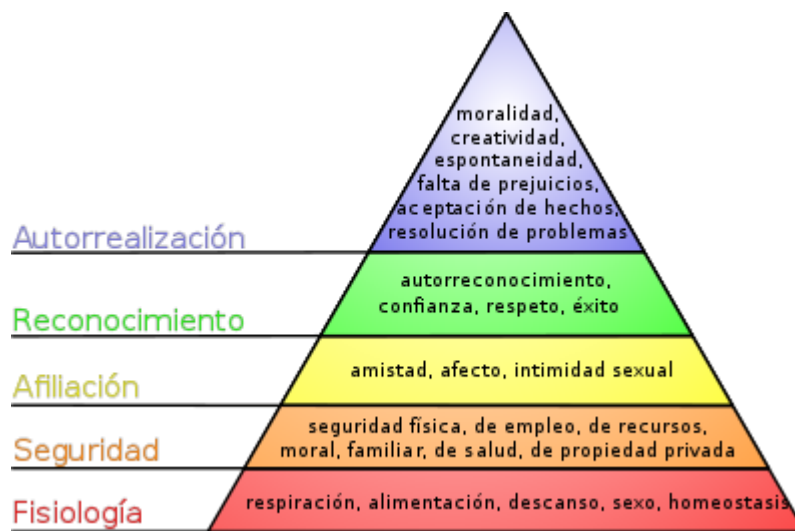 moralidad,
creatividad,
espontaneidad,
falta de prejuicios,
aceptación de hechos,
resolución de problemas
Autorrealización
autorreconocimiento,
confianza, respeto, éxito
Reconocimiento
amistad, afecto, intimidad sexual
Afiliación
seguridad física, de empleo, de recursos,
moral, familiar, de salud, de propiedad privada
Seguridad
respiración, alimentación, descanso, sexo, homeostasis
Fisiología